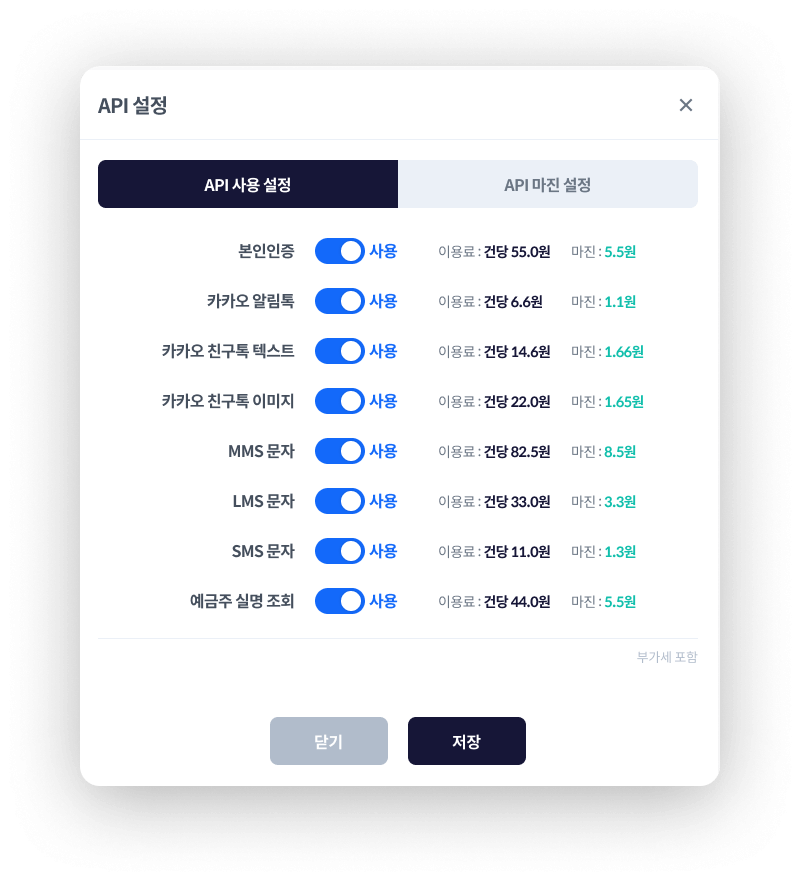 API 설정
API 사용 설정 API 마진 설정
본인인증 사용 이용료 : 건당 55.0원 마진 : 5.5원
카카오 알림톡 사용 이용료 : 건당 6.6원 마진 : 1.1원
카카오 친구톡 텍스트 사용 이용료 : 건당 14.6원 마진 : 1.66원
카카오 친구톡 이미지 사용 이용료 : 건당 22.0원 마진 : 1.65원
MMS 문자 사용 이용료 : 건당 82.5원 마진 : 8.5원
LMS 문자 사용 이용료 : 건당 33.0원 마진 : 3.3원
SMS 문자 사용 이용료 : 건당 11.0원 마진 : 1.3원
예금주 실명 조회 사용 이용료 : 건당 44.0원 마진 : 5.5원
부가세 포함
닫기 저장